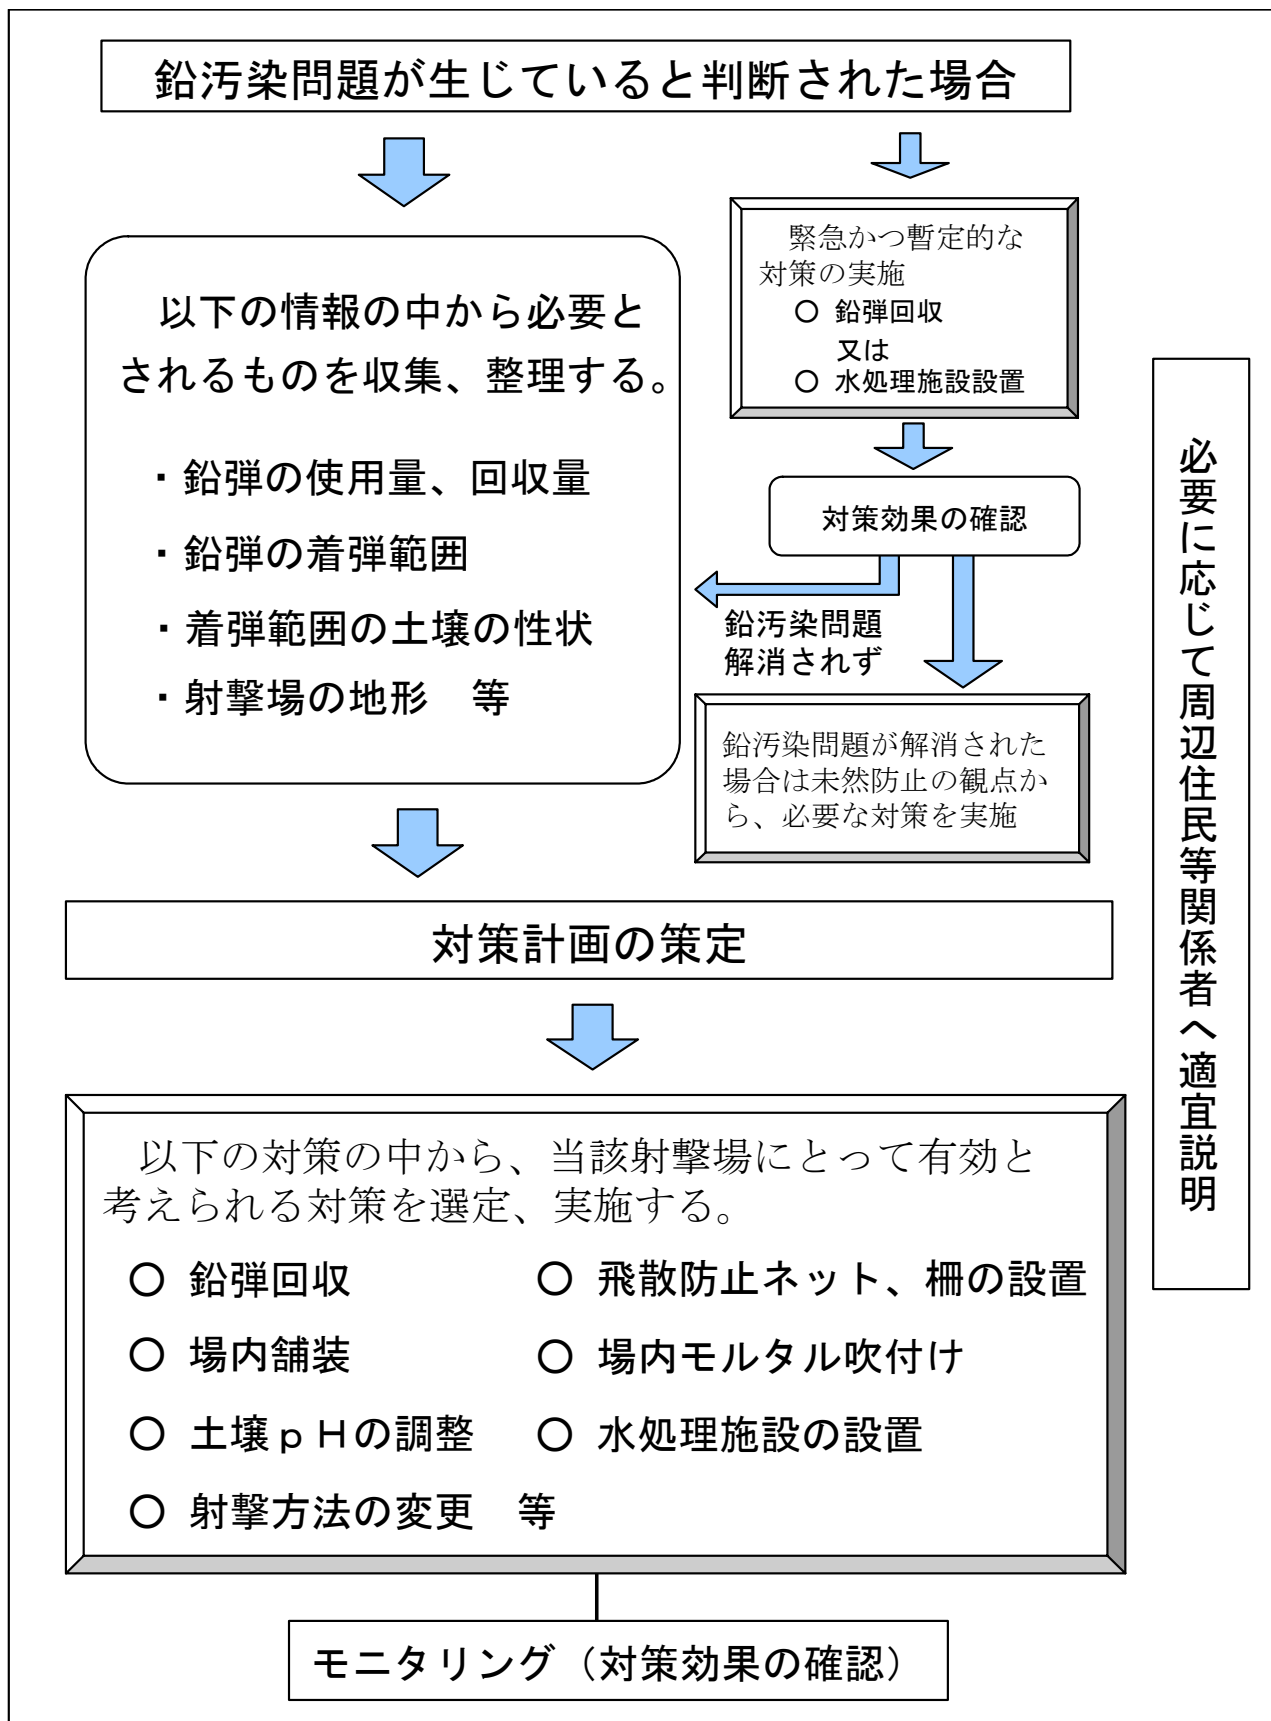 鉛汚染問題が生じていると判断された場合
以下の情報の中から必要と
されるものを収集、整理する。
・鉛弾の使用量、回収量
・鉛弾の着弾範囲
・着弾範囲の土壌の性状
・射撃場の地形　等
緊急かつ暫定的な
対策の実施
○ 鉛弾回収
又は
○ 水処理施設設置
対策効果の確認
鉛汚染問題
解消されず
鉛汚染問題が解消された
場合は未然防止の観点か
ら、必要な対策を実施
対策計画の策定
以下の対策の中から、当該射撃場にとって有効と
考えられる対策を選定、実施する。
○ 鉛弾回収　○ 飛散防止ネット、柵の設置
○ 場内舗装　○ 場内モルタル吹付け
○ 土壌ｐＨの調整　○ 水処理施設の設置
○ 射撃方法の変更　等
モニタリング（対策効果の確認）
必要に応じて周辺住民等関係者へ適宜説明